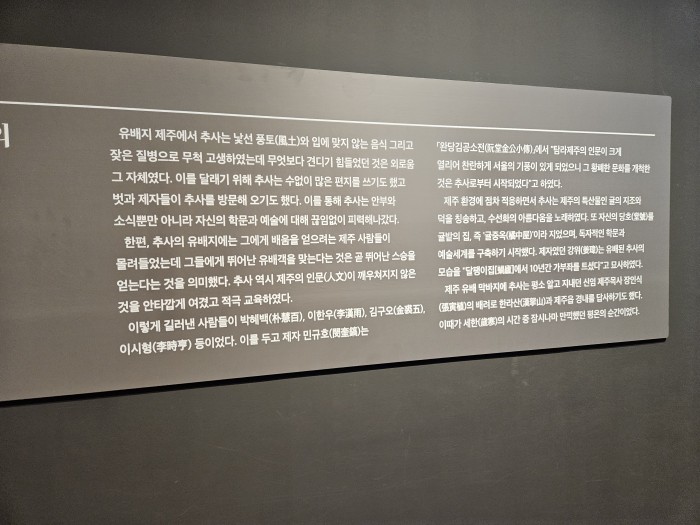 유배지 제주에서 추사는 낯선 풍토(風土)와 입에 맞지 않는 음식 그리고
잦은 질병으로 무척 고생하였는데 무엇보다 견디기 힘들었던 것은 외로움
그 자체였다. 이를 달래기 위해 추사는 수없이 많은 편지를 쓰기도 했고
벗과 제자들이 추사를 방문해 오기도 했다. 이를 통해 추사는 안부와
소식뿐만 아니라 자신의 학문과 예술에 대해 끊임없이 피력해나갔다.
한편, 추사의 유배지에는 그에게 배움을 얻으려는 제주 사람들이
몰려들었는데 그들에게 뛰어난 유배객을 맞는다는 것은 곧 뛰어난 스승을
얻는다는 것을 의미했다. 추사 역시 제주의 인문(人文)이 깨우쳐지지 않은
것을 안타깝게 여겼고 적극 교육하였다.
이렇게 길러낸 사람들이 박혜백(朴慧百), 이한우(李漢雨), 김구오(金裘五),
이시형(李時亨) 등이었다. 이를 두고 제자 민규호(閔奎鎬)는
「완당김공소전(阮堂金公小傳)」에서 "탐라제주의 인문이 크게
열리어 찬란하게 서울의 기풍이 있게 되었으니 그 황폐한 문화를 개척한
것은 추사로부터 시작되었다"고 하였다.
제주 환경에 점차 적응하면서 추사는 제주의 특산물인 귤의 지조와
덕을 칭송하고, 수선화의 아름다움을 노래하였다. 또 자신의 당호(堂號)를
귤밭의 집, 즉 '귤중옥(橘中屋)'이라 지었으며, 독자적인 학문과
예술세계를 구축하기 시작했다. 제자였던 강위(姜瑋)는 유배된 추사의
모습을 "달팽이집[蝸廬]에서 10년간 가부좌를 트셨다"고 묘사하였다.
제주 유배 막바지에 추사는 평소 알고 지내던 신임 제주목사 장인식
(張寅植)의 배려로 한라산(漢拏山)과 제주읍 경내를 답사하기도 했다.
이때가 세한(歲寒)의 시간 중 잠시나마 만끽했던 평온의 순간이었다.